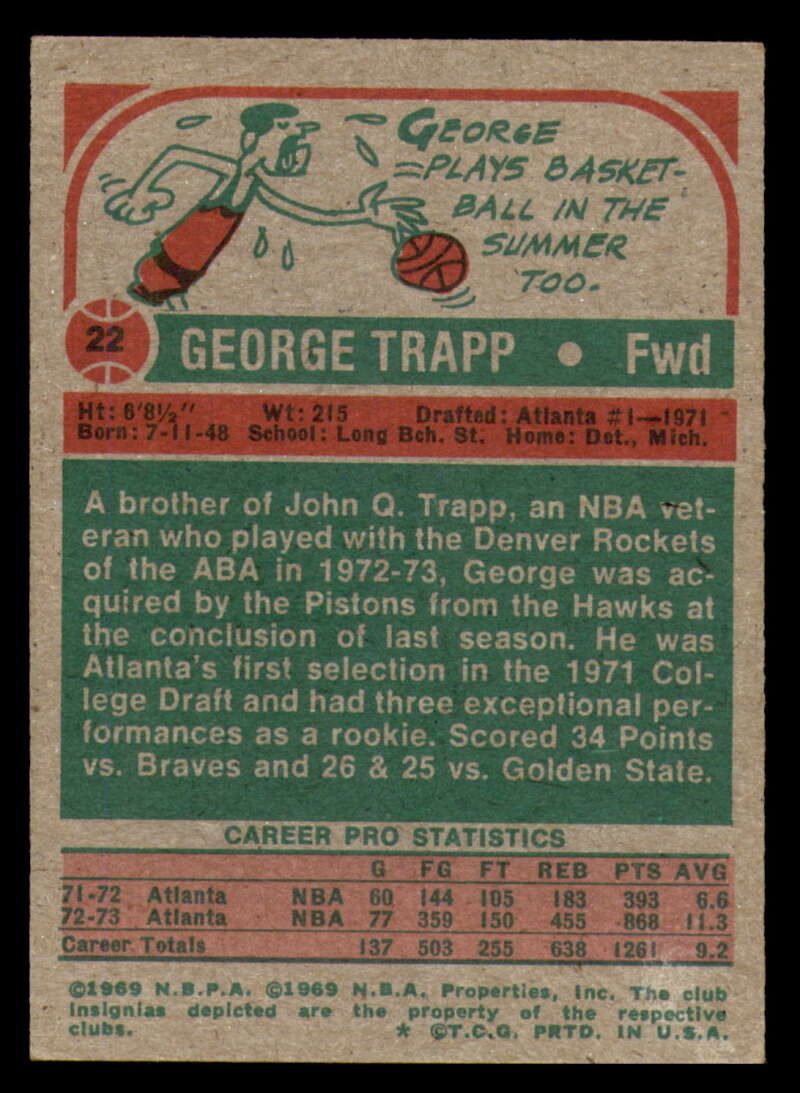 GEORGE
PLAYS BASKET-
BALL IN THE
SUMMER
TOO.
22 GEORGE TRAPP • Fwd
Ht: 6'8½" Wt: 215 Drafted: Atlanta #1—1971
Born: 7-11-48 School: Long Bch. St. Home: Det., Mich.
A brother of John Q. Trapp, an NBA vet-
eran who played with the Denver Rockets
of the ABA in 1972-73, George was ac-
quired by the Pistons from the Hawks at
the conclusion of last season. He was
Atlanta's first selection in the 1971 Col-
lege Draft and had three exceptional per-
formances as a rookie. Scored 34 Points
vs. Braves and 26 & 25 vs. Golden State.
CAREER PRO STATISTICS
G FG FT REB PTS AVG
71-72 Atlanta NBA 60 144 105 183 393 6.6
72-73 Atlanta NBA 77 359 150 455 868 11.3
Career Totals 137 503 255 638 1261 9.2
©1969 N.B.P.A. ©1969 N.B.A. Properties, Inc. The club
insignias depicted are the property of the respective
clubs. * ©T.C.G. PRTD. IN U.S.A.